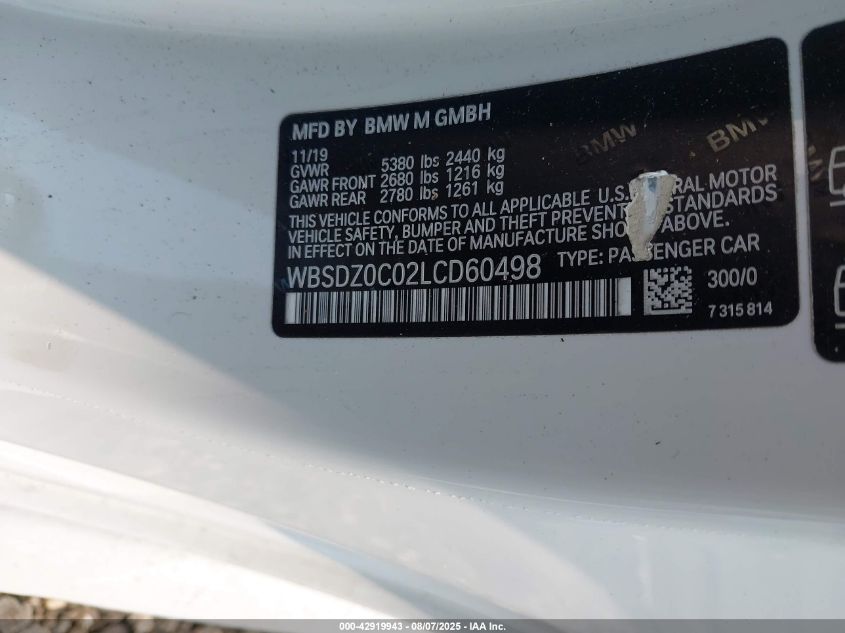 MFD BY BMW M GMBH
11/19
GVWR 5380 lbs 2440 kg
GAWR FRONT 2680 lbs 1216 kg
GAWR REAR 2780 lbs 1261 kg
THIS VEHICLE CONFORMS TO ALL APPLICABLE U.S. RAL MOTOR
VEHICLE SAFETY, BUMPER AND THEFT PREVENT STANDARDS
IN EFFECT ON THE DATE OF MANUFACTURE SHO ABOVE.
WBSDZ0C02LCD60498 TYPE: PASSENGER CAR
300/0
7 315 814
BMW
BMW
000-42919943 - 08/07/2025 - IAA Inc.